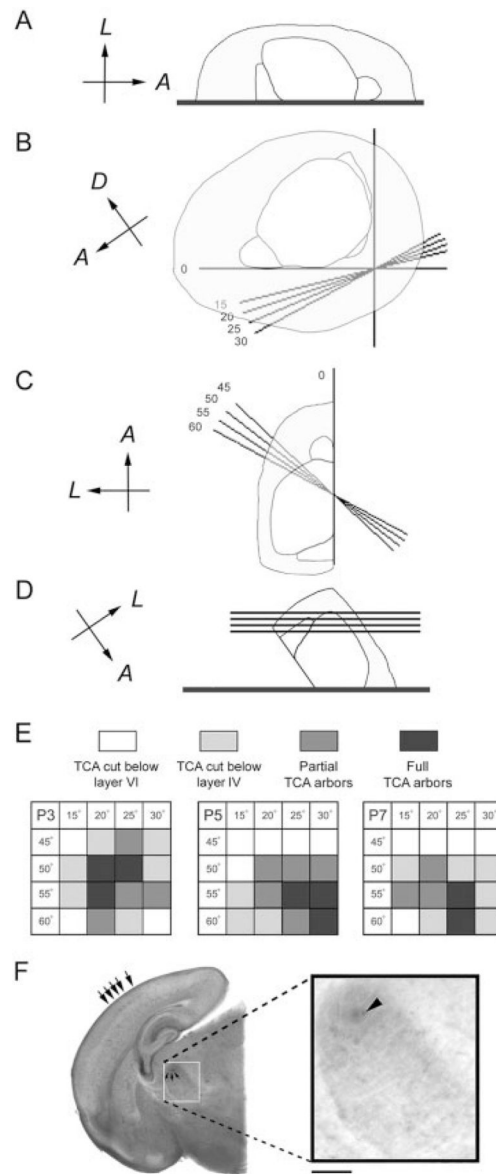 A
L
A
B
D
A
0
15
20
25
30
C
0
45
50
55
60
A
L
D
L
A
E
TCA cut below layer VI
TCA cut below layer IV
Partial TCA arbors
Full TCA arbors
P3 15° 20° 25° 30°
45°
50°
55°
60°
P5 15° 20° 25° 30°
45°
50°
55°
60°
P7 15° 20° 25° 30°
45°
50°
55°
60°
F